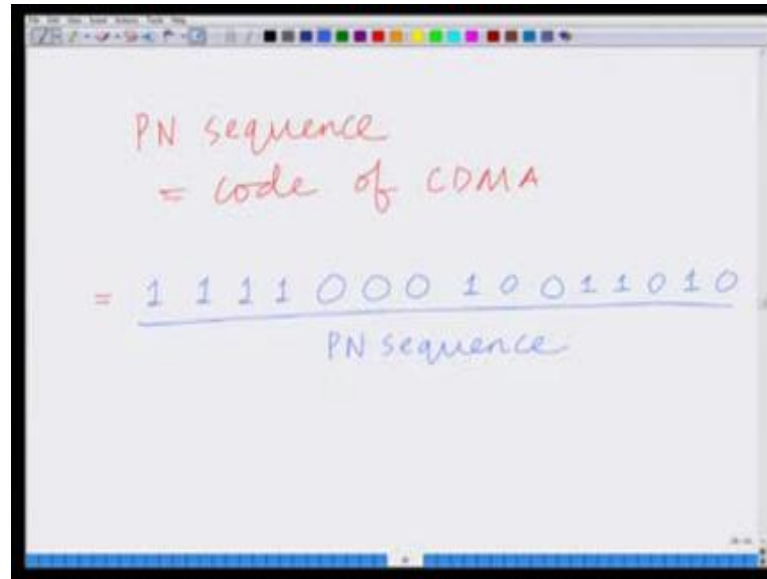 PN sequence
= code of CDMA
= 1 1 1 1 0 0 0 1 0 0 1 1 0 1 0
PN sequence